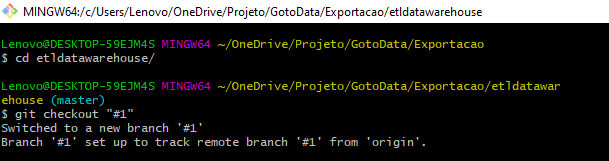 MINGW64:/c/Users/Lenovo/OneDrive/Projeto/GotoData/Exportacao/etldatawarehouse
Lenovo@DESKTOP-59EJM4S MINGW64 ~/OneDrive/Projeto/GotoData/Exportacao
$ cd etldatawarehouse/
Lenovo@DESKTOP-59EJM4S MINGW64 ~/OneDrive/Projeto/GotoData/Exportacao/etldatawar
ehouse (master)
$ git checkout "#1"
Switched to a new branch '#1'
Branch '#1' set up to track remote branch '#1' from 'origin'.